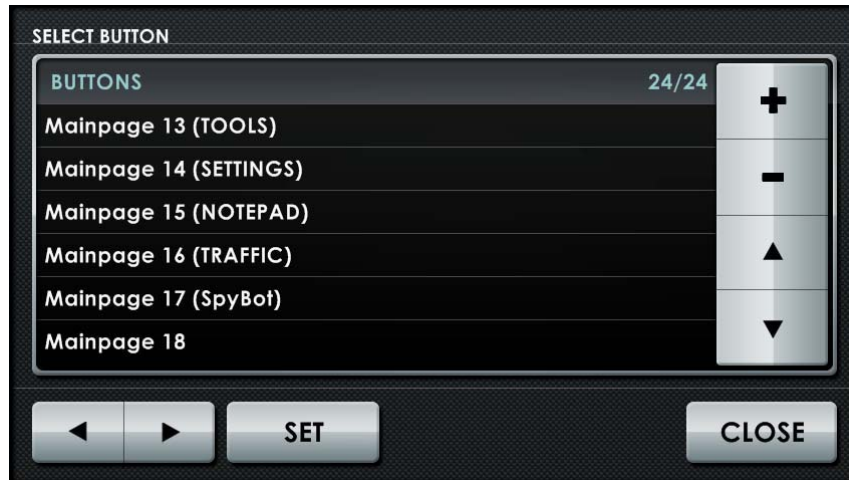 SELECT BUTTON
BUTTONS 24/24
Mainpage 13 (TOOLS)
Mainpage 14 (SETTINGS)
Mainpage 15 (NOTEPAD)
Mainpage 16 (TRAFFIC)
Mainpage 17 (SpyBot)
Mainpage 18
SET CLOSE